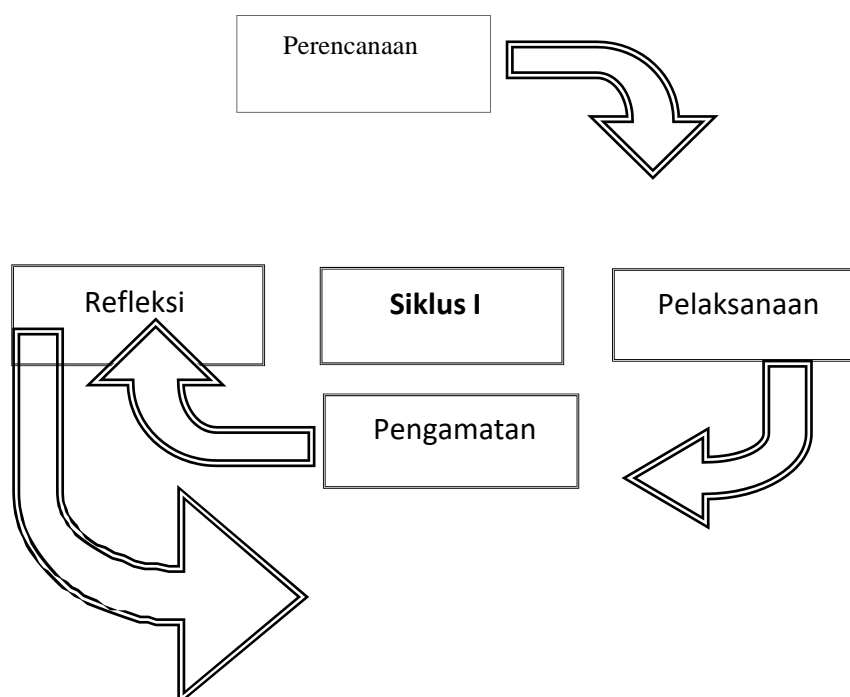 Perencanaan
Refleksi
Siklus I
Pelaksanaan
Pengamatan